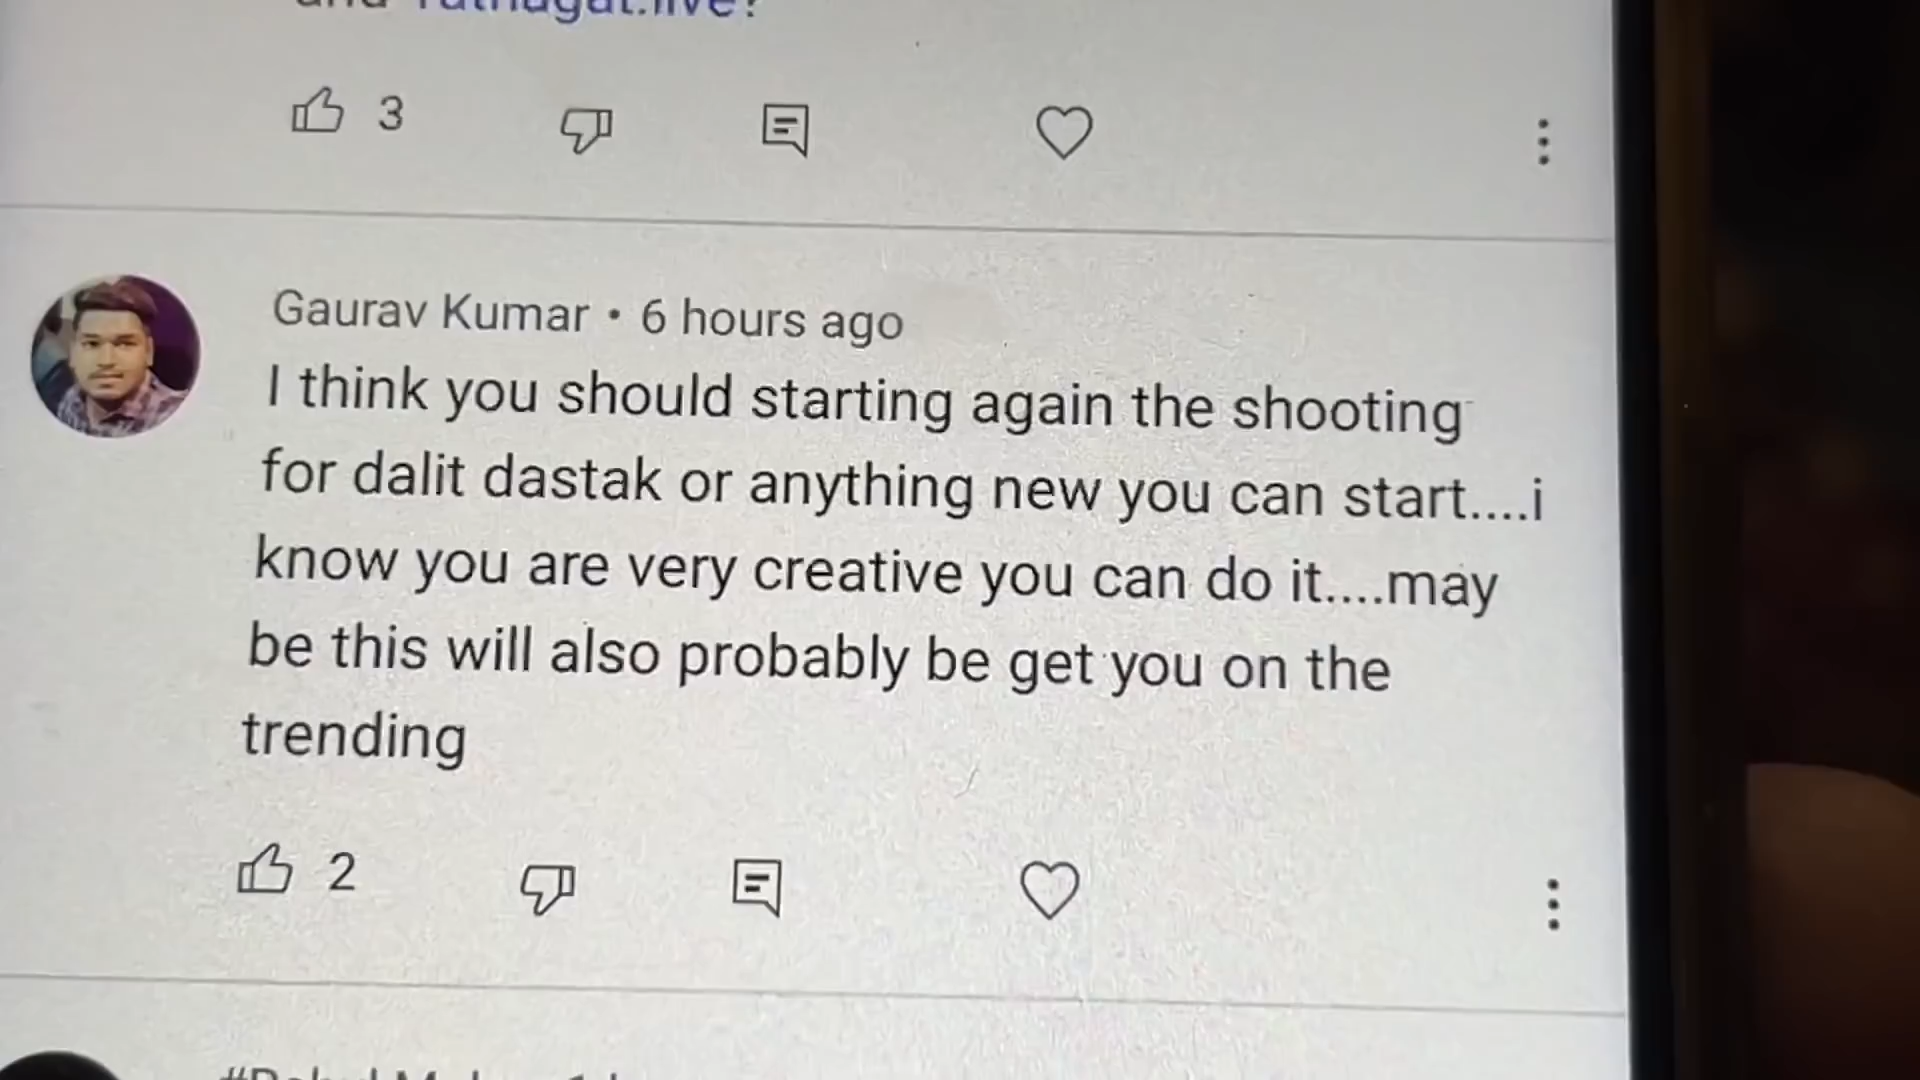 3
Gaurav Kumar • 6 hours ago
I think you should starting again the shooting
for dalit dastak or anything new you can start....i
know you are very creative you can do it....may
be this will also probably be get you on the
trending
2